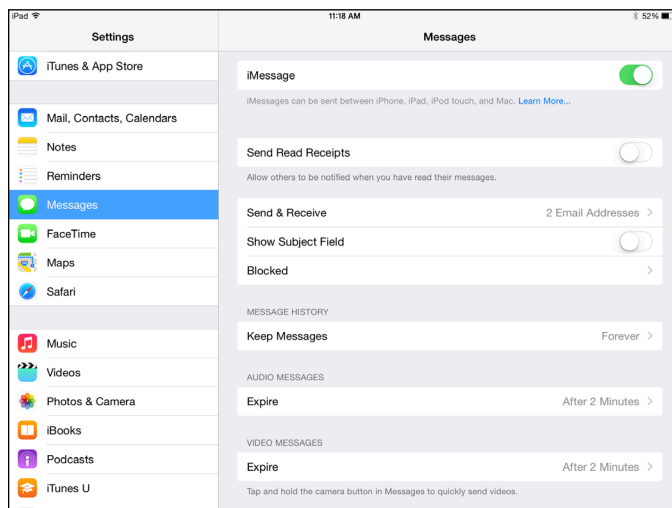 iPad
11:18 AM
52%
Settings
Messages
iTunes & App Store
Mail, Contacts, Calendars
Notes
Reminders
Messages
FaceTime
Maps
Safari
Music
Videos
Photos & Camera
iBooks
Podcasts
iTunes U
iMessage
iMessages can be sent between iPhone, iPad, iPod touch, and Mac. Learn More...
Send Read Receipts
Allow others to be notified when you have read their messages.
Send & Receive 2 Email Addresses
Show Subject Field
Blocked
MESSAGE HISTORY
Keep Messages Forever
AUDIO MESSAGES
Expire After 2 Minutes
VIDEO MESSAGES
Expire After 2 Minutes
Tap and hold the camera button in Messages to quickly send videos.